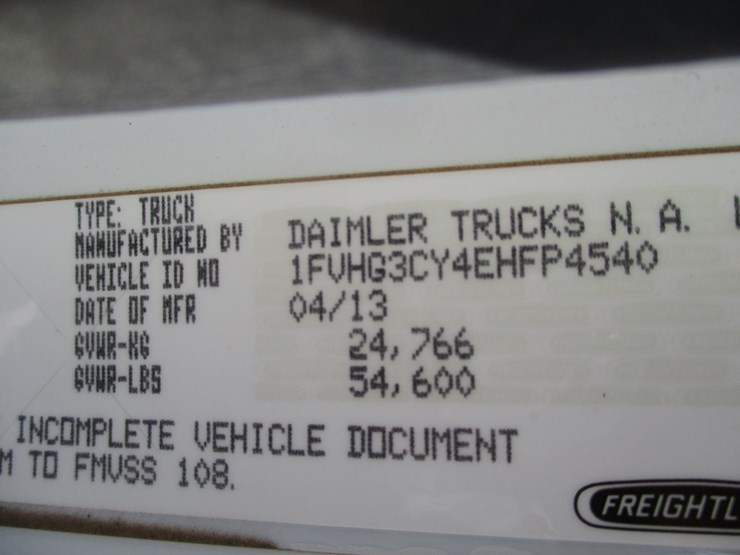 TYPE: TRUCK
MANUFACTURED BY DAIMLER TRUCKS N. A. L
VEHICLE ID NO 1FVHG3CY4EHFP4540
DATE OF MFR 04/13
GVWR-KG 24,766
GVWR-LBS 54,600
INCOMPLETE VEHICLE DOCUMENT
M TO FMVSS 108.
FREIGHTL